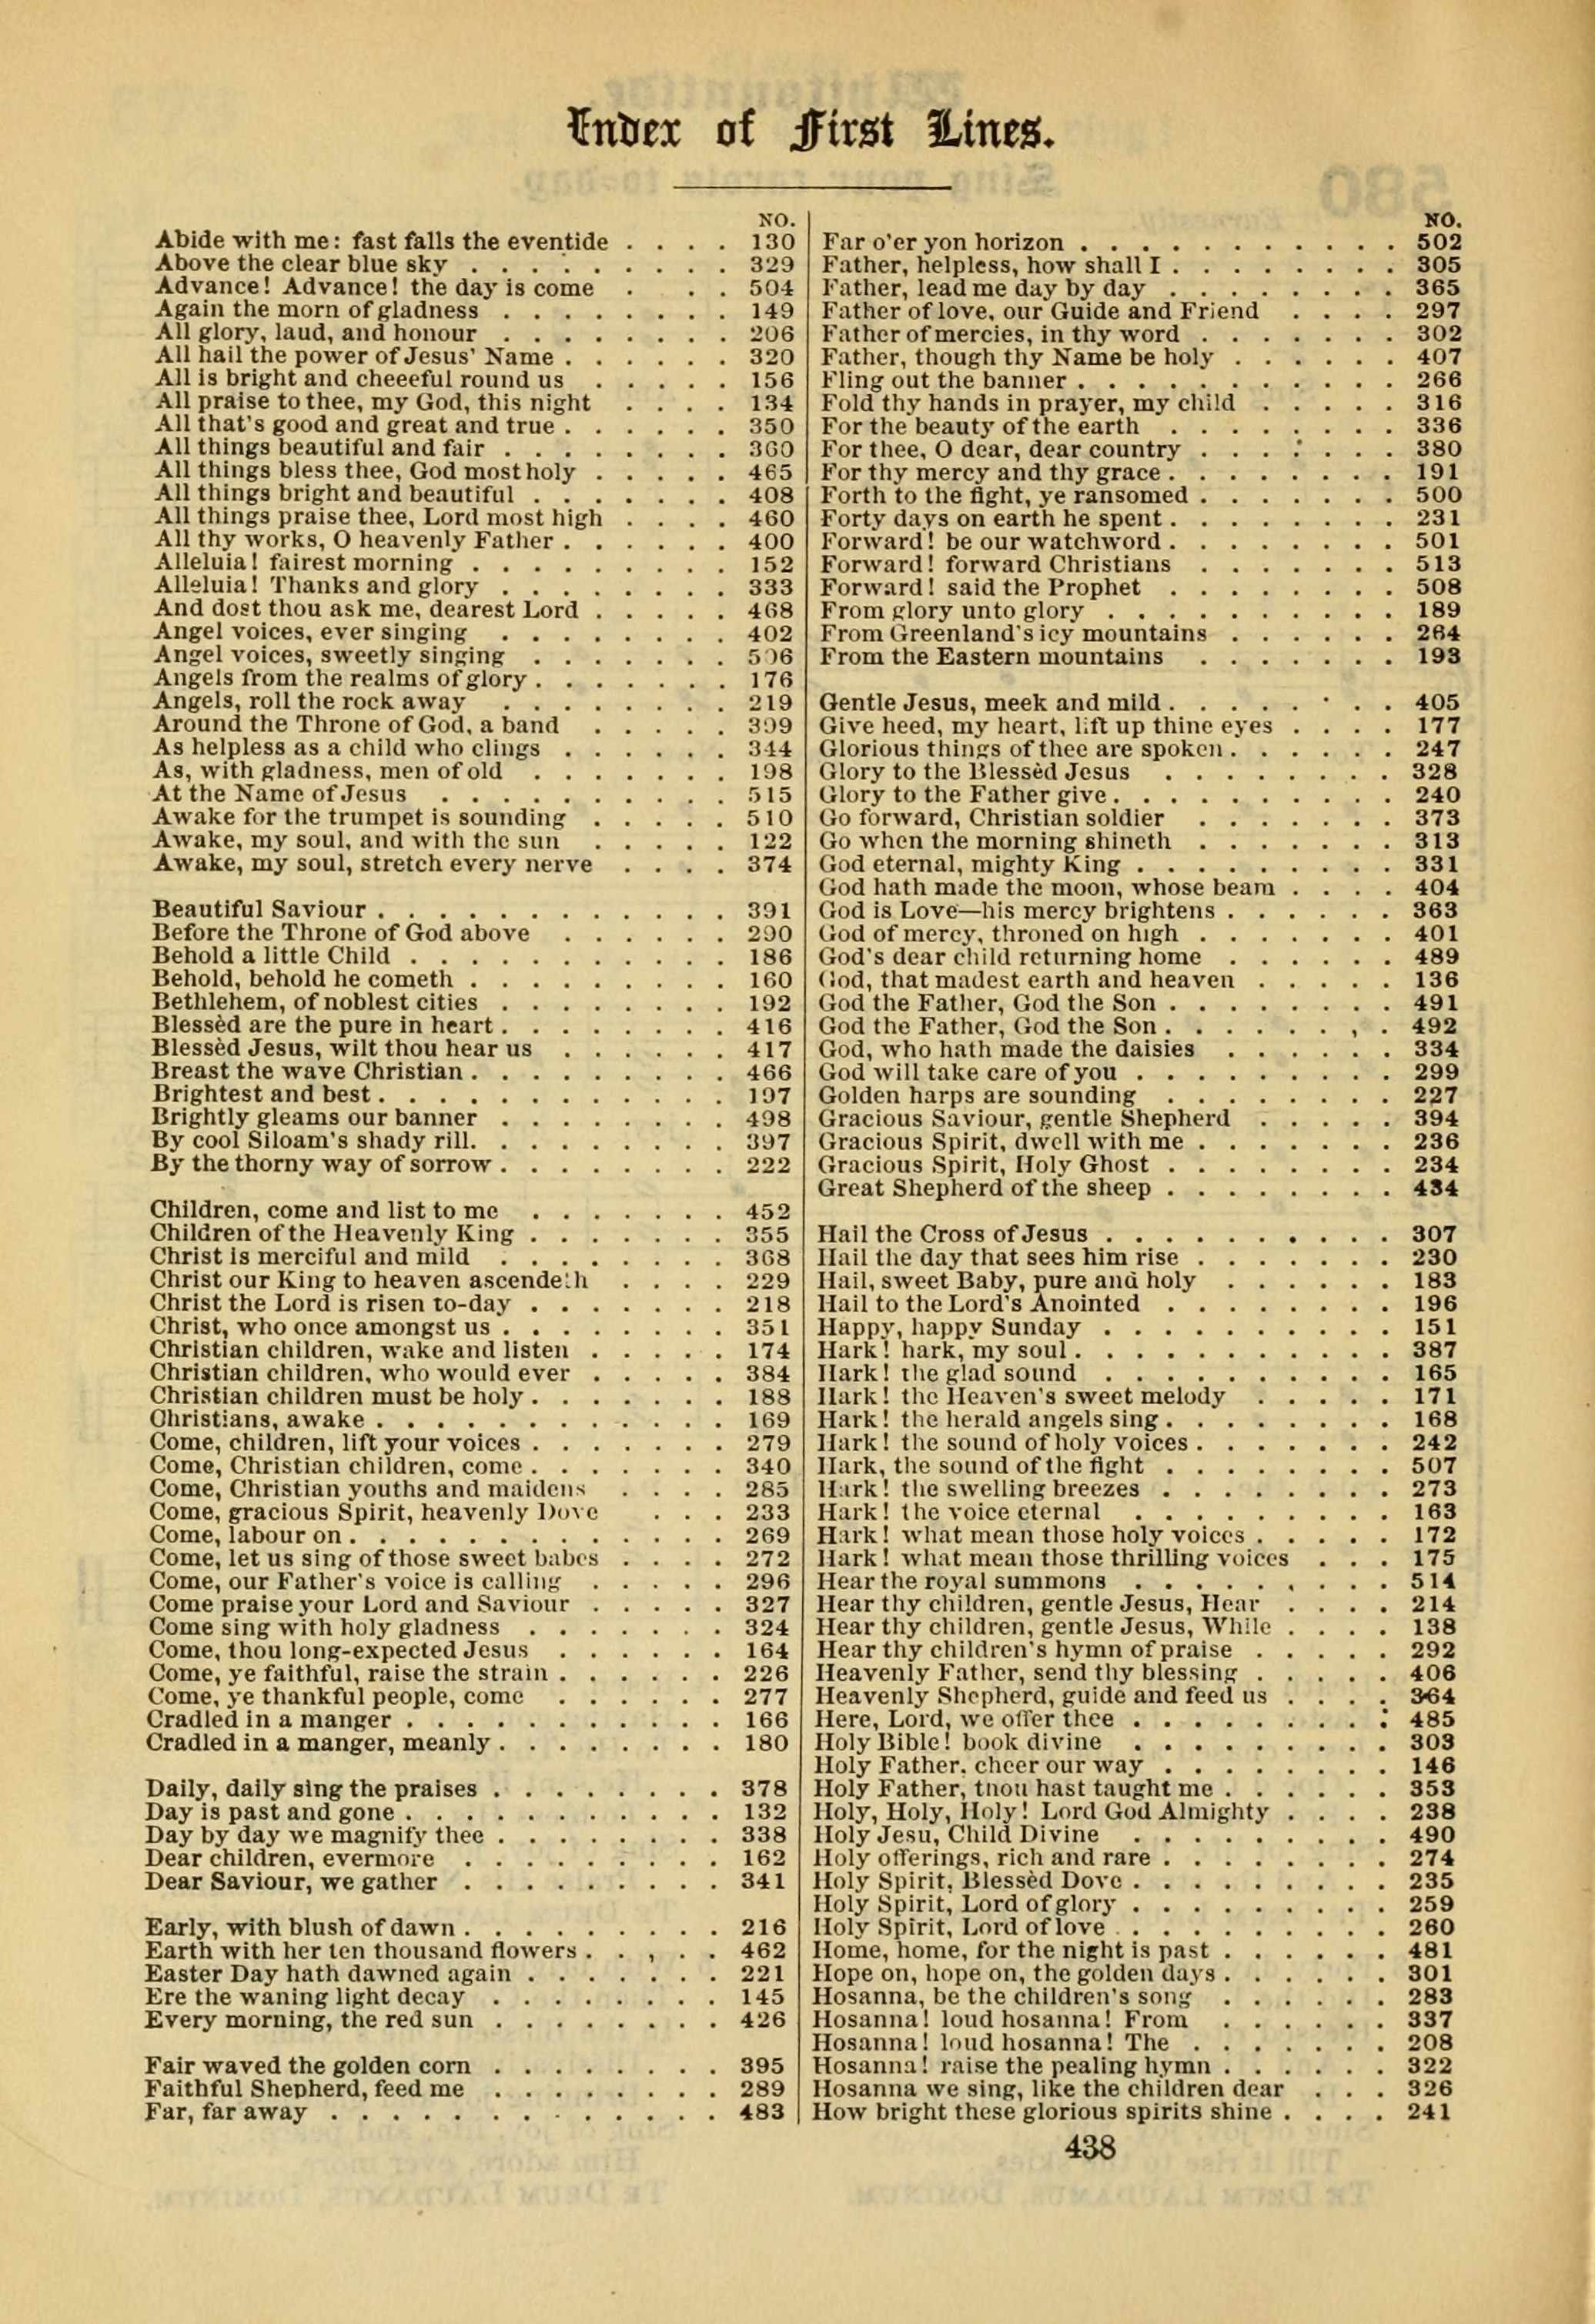 Index of First Lines.
NO.
Abide with me: fast falls the eventide . . . . 130
Above the clear blue sky . . . . . . . . . 329
Advance! Advance! the day is come . . . 504
Again the morn of gladness . . . . . . . . 149
All glory, laud, and honour . . . . . . . . 206
All hail the power of Jesus' Name . . . . . . 320
All is bright and cheeeful round us . . . . . 156
All praise to thee, my God, this night . . . . 134
All that's good and great and true . . . . . . 350
All things beautiful and fair . . . . . . . . 360
All things bless thee, God most holy . . . . . 465
All things bright and beautiful . . . . . . . 408
All things praise thee, Lord most high . . . . 460
All thy works, O heavenly Father . . . . . . 400
Alleluia! fairest morning . . . . . . . . . 152
Alleluia! Thanks and glory . . . . . . . . 333
And dost thou ask me, dearest Lord . . . . . 468
Angel voices, ever singing . . . . . . . . 402
Angel voices, sweetly singing . . . . . . . 506
Angels from the realms of glory . . . . . . . 176
Angels, roll the rock away . . . . . . . . 219
Around the Throne of God, a band . . . . . 399
As helpless as a child who clings . . . . . . 344
As, with gladness, men of old . . . . . . . 198
At the Name of Jesus . . . . . . . . . . 515
Awake for the trumpet is sounding . . . . . 510
Awake, my soul, and with the sun . . . . . 122
Awake, my soul, stretch every nerve . . . . 374
Beautiful Saviour . . . . . . . . . . . . 391
Before the Throne of God above . . . . . . 290
Behold a little Child . . . . . . . . . . . 186
Behold, behold he cometh . . . . . . . . . 160
Bethlehem, of noblest cities . . . . . . . . 192
Blessèd are the pure in heart . . . . . . . . 416
Blessèd Jesus, wilt thou hear us . . . . . . 417
Breast the wave Christian . . . . . . . . . 466
Brightest and best . . . . . . . . . . . . 197
Brightly gleams our banner . . . . . . . . 498
By cool Siloam's shady rill. . . . . . . . . 397
By the thorny way of sorrow . . . . . . . . 222
Children, come and list to me . . . . . . . 452
Children of the Heavenly King . . . . . . . 355
Christ is merciful and mild . . . . . . . . 368
Christ our King to heaven ascendeth . . . . 229
Christ the Lord is risen to-day . . . . . . . 218
Christ, who once amongst us . . . . . . . . 351
Christian children, wake and listen . . . . . 174
Christian children, who would ever . . . . . 384
Christian children must be holy . . . . . . . 188
Christians, awake . . . . . . . . . . . . 169
Come, children, lift your voices . . . . . . . 279
Come, Christian children, come . . . . . . . 340
Come, Christian youths and maidens . . . . 285
Come, gracious Spirit, heavenly Dove . . . 233
Come, labour on . . . . . . . . . . . . . 269
Come, let us sing of those sweet babes . . . . 272
Come, our Father's voice is calling . . . . . 296
Come praise your Lord and Saviour . . . . . 327
Come sing with holy gladness . . . . . . . 324
Come, thou long-expected Jesus . . . . . . 164
Come, ye faithful, raise the strain . . . . . . 226
Come, ye thankful people, come . . . . . . 277
Cradled in a manger . . . . . . . . . . . 166
Cradled in a manger, meanly . . . . . . . . 180
Daily, daily sing the praises . . . . . . . . 378
Day is past and gone . . . . . . . . . . . 132
Day by day we magnify thee . . . . . . . . 338
Dear children, evermore . . . . . . . . . 162
Dear Saviour, we gather . . . . . . . . . 341
Early, with blush of dawn . . . . . . . . . 216
Earth with her ten thousand flowers . . , . . 462
Easter Day hath dawned again . . . . . . . 221
Ere the waning light decay . . . . . . . . 145
Every morning, the red sun . . . . . . . . 426
Fair waved the golden corn . . . . . . . . 395
Faithful Shepherd, feed me . . . . . . . . 289
Far, far away . . . . . . . . . . . . . 483
NO.
Far o'er yon horizon . . . . . . . . . . . 502
Father, helpless, how shall I . . . . . . . . 305
Father, lead me day by day . . . . . . . . 365
Father of love, our Guide and Friend . . . . 297
Father of mercies, in thy word . . . . . . . 302
Father, though thy Name be holy . . . . . . 407
Fling out the banner . . . . . . . . . . . 266
Fold thy hands in prayer, my child . . . . . 316
For the beauty of the earth . . . . . . . . 336
For thee, O dear, dear country . . . . . . . 380
For thy mercy and thy grace . . . . . . . . 191
Forth to the fight, ye ransomed . . . . . . . 500
Forty days on earth he spent . . . . . . . . 231
Forward! be our watchword . . . . . . . . 501
Forward! forward Christians . . . . . . . 513
Forward! said the Prophet . . . . . . . . 508
From glory unto glory . . . . . . . . . . 189
From Greenland's icy mountains . . . . . . 264
From the Eastern mountains . . . . . . . 193
Gentle Jesus, meek and mild . . . . . . . . 405
Give heed, my heart, lift up thine eyes . . . . 177
Glorious things of thee are spoken . . . . . . 247
Glory to the Blessèd Jesus . . . . . . . . 328
Glory to the Father give . . . . . . . . . . 240
Go forward, Christian soldier . . . . . . . 373
Go when the morning shineth . . . . . . . 313
God eternal, mighty King . . . . . . . . . 331
God hath made the moon, whose beam . . . . 404
God is Love—his mercy brightens . . . . . . 363
God of mercy, throned on high . . . . . . . 401
God's dear child returning home . . . . . . 489
God, that madest earth and heaven . . . . . 136
God the Father, God the Son . . . . . . . . 491
God the Father, God the Son . . . . . . , . 492
God, who hath made the daisies . . . . . . 334
God will take care of you . . . . . . . . . 299
Golden harps are sounding . . . . . . . . 227
Gracious Saviour, gentle Shepherd . . . . . 394
Gracious Spirit, dwell with me . . . . . . . 236
Gracious Spirit, Holy Ghost . . . . . . . . 234
Great Shepherd of the sheep . . . . . . . . 434
Hail the Cross of Jesus . . . . . . . . . . 307
Hail the day that sees him rise . . . . . . . 230
Hail, sweet Baby, pure and holy . . . . . . 183
Hail to the Lord's Anointed . . . . . . . . 196
Happy, happy Sunday . . . . . . . . . . 151
Hark! hark, my soul . . . . . . . . . . . 387
Hark! the glad sound . . . . . . . . . . 165
Hark! the Heaven's sweet melody . . . . . 171
Hark! the herald angels sing . . . . . . . . 168
Hark! the sound of holy voices . . . . . . . 242
Hark, the sound of the fight . . . . . . . . 507
Hark! the swelling breezes . . . . . . . . 273
Hark! the voice eternal . . . . . . . . . 163
Hark! what mean those holy voices . . . . . 172
Hark! what mean those thrilling voices . . . 175
Hear the royal summons . . . . . . . . . 514
Hear thy children, gentle Jesus, Hear . . . . 214
Hear thy children, gentle Jesus, While . . . . 138
Hear thy children's hymn of praise . . . . . 292
Heavenly Father, send thy blessing . . . . . 406
Heavenly Shepherd, guide and feed us . . . . 364
Here, Lord, we offer thee . . . . . . . . . 485
Holy Bible! book divine . . . . . . . . . 303
Holy Father, cheer our way . . . . . . . . 146
Holy Father, thou hast taught me . . . . . . 353
Holy, Holy, Holy! Lord God Almighty . . . . 238
Holy Jesu, Child Divine . . . . . . . . . 490
Holy offerings, rich and rare . . . . . . . . 274
Holy Spirit, Blessèd Dove . . . . . . . . . 235
Holy Spirit, Lord of glory . . . . . . . . . 259
Holy Spirit, Lord of love . . . . . . . . . 260
Home, home, for the night is past . . . . . . 481
Hope on, hope on, the golden days . . . . . . 301
Hosanna, be the children's song . . . . . . 283
Hosanna! loud hosanna! From . . . . . . 337
Hosanna! loud hosanna! The . . . . . . . 208
Hosanna! raise the pealing hymn . . . . . . 322
Hosanna we sing, like the children dear . . . 326
How bright these glorious spirits shine . . . . 241
438